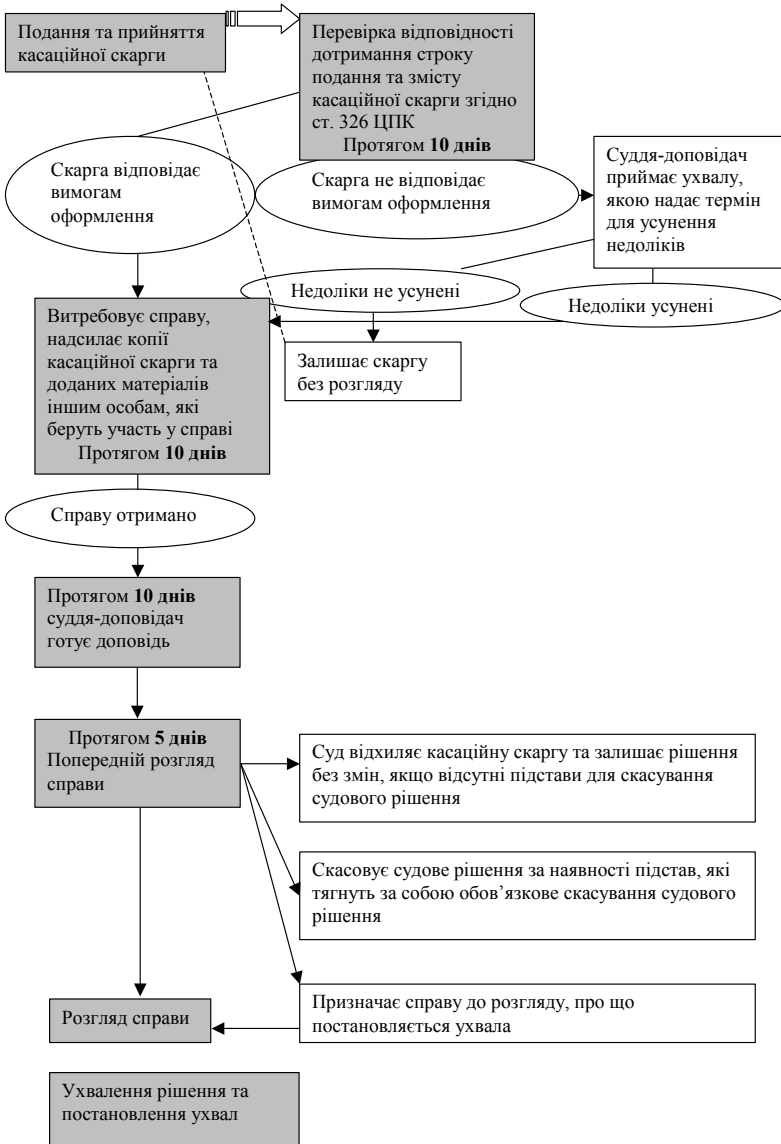 Подання та прийняття
касаційної скарги
Перевірка відповідності
дотримання строку
подання та змісту
касаційної скарги згідно
ст. 326 ЦПК
Протягом 10 днів
Скарга відповідає
вимогам
оформлення
Скарга не відповідає
вимогам оформлення
Суддя-доповідач
приймає ухвалу,
якою надає термін
для усунення
недоліків
Недоліки не усунені
Недоліки усунені
Витребовує справу,
надсилає копії
касаційної скарги та
доданих матеріалів
іншим особам, які
беруть участь у справі
Протягом 10 днів
Залишає скаргу
без розгляду
Справу отримано
Протягом 10 днів
суддя-доповідач
готує доповідь
Протягом 5 днів
Попередній розгляд
справи
Суд відхиляє касаційну скаргу та залишає рішення
без змін, якщо відсутні підстави для скасування
судового рішення
Скасовує судове рішення за наявності підстав, які
тягнуть за собою обов’язкове скасування судового
рішення
Призначає справу до розгляду, про що
постановляється ухвала
Розгляд справи
Ухвалення рішення та
постановлення ухвал